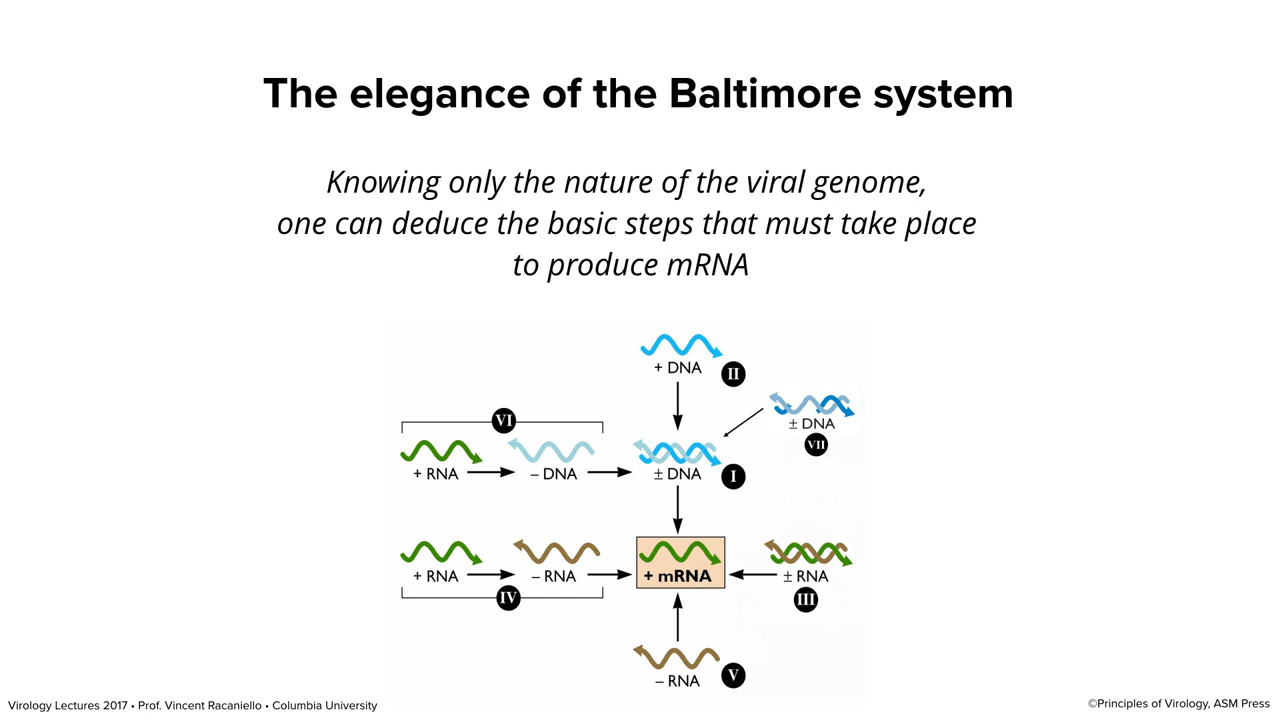 The elegance of the Baltimore system
Knowing only the nature of the viral genome,
one can deduce the basic steps that must take place
to produce mRNA
+ DNA
II
± DNA
VII
VI
+ RNA
– DNA
± DNA
I
+ RNA
– RNA
+ mRNA
± RNA
IV
III
– RNA
V
Virology Lectures 2017 • Prof. Vincent Racaniello • Columbia University
©Principles of Virology, ASM Press